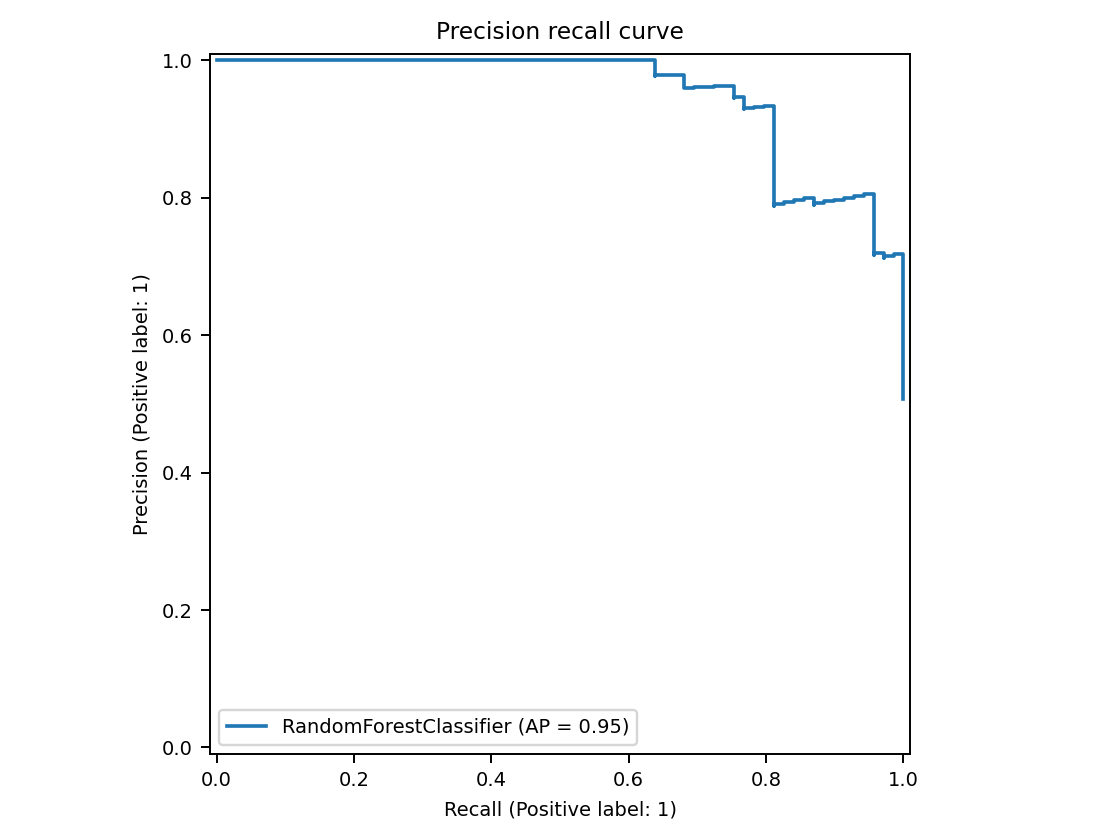 Precision recall curve
1.0
0.8
0.6
0.4
0.2
0.0
Precision (Positive label: 1)
RandomForestClassifier (AP = 0.95)
0.0 0.2 0.4 0.6 0.8 1.0
Recall (Positive label: 1)